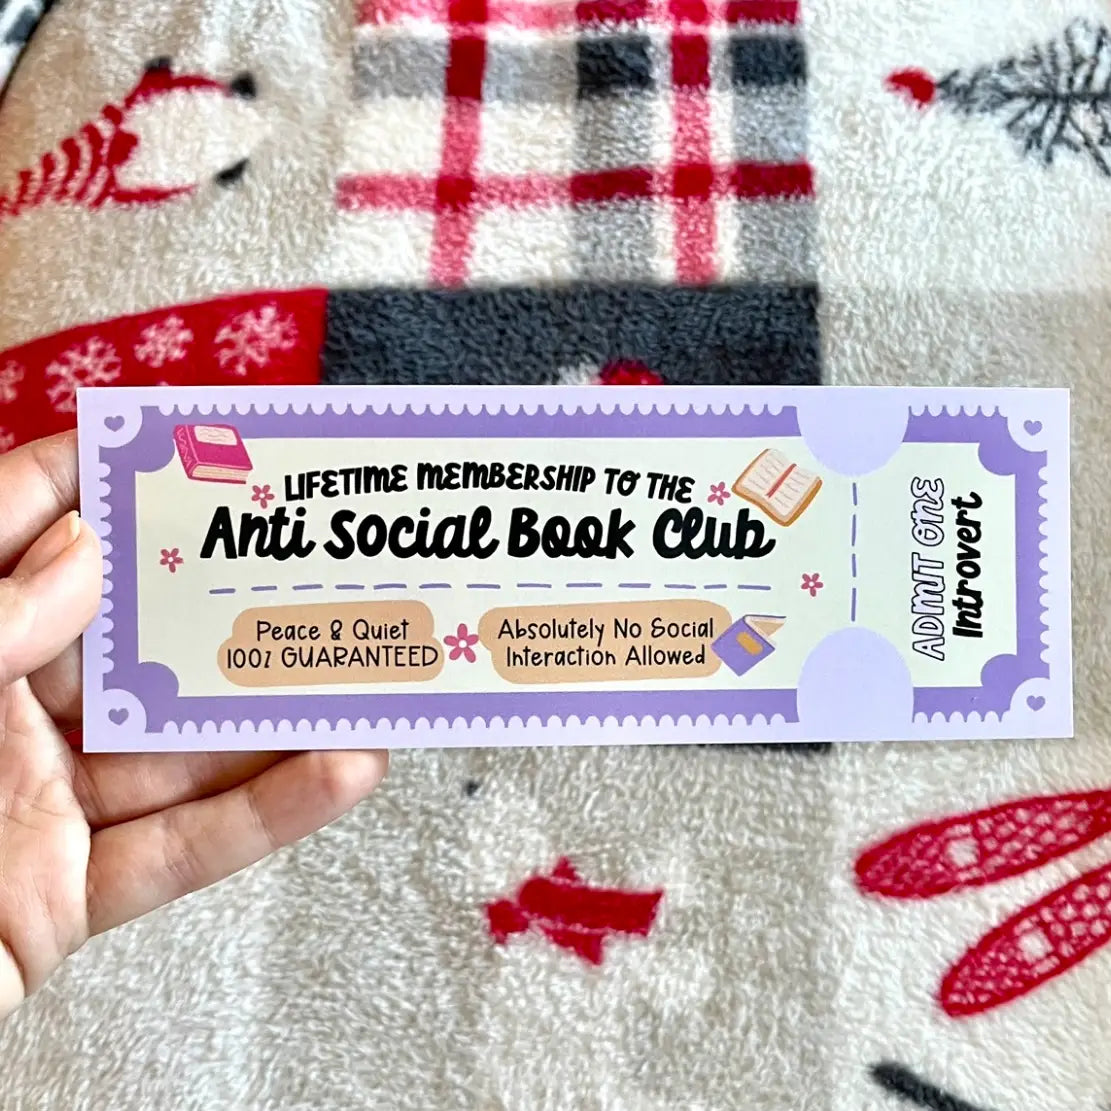 LIFETIME MEMBERSHIP TO THE
Anti Social Book Club
Peace & Quiet
100% GUARANTEED
Absolutely No Social
Interaction Allowed
ADMIT ONE
Introvert